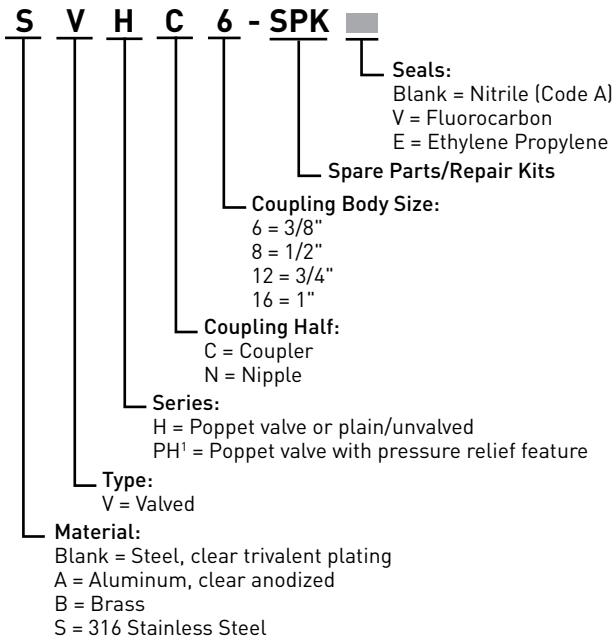 S V H C 6 - SPK
Seals:
Blank = Nitrile (Code A)
V = Fluorocarbon
E = Ethylene Propylene
Spare Parts/Repair Kits
Coupling Body Size:
6 = 3/8"
8 = 1/2"
12 = 3/4"
16 = 1"
Coupling Half:
C = Coupler
N = Nipple
Series:
H = Poppet valve or plain/unvalved
PH¹ = Poppet valve with pressure relief feature
Type:
V = Valved
Material:
Blank = Steel, clear trivalent plating
A = Aluminum, clear anodized
B = Brass
S = 316 Stainless Steel